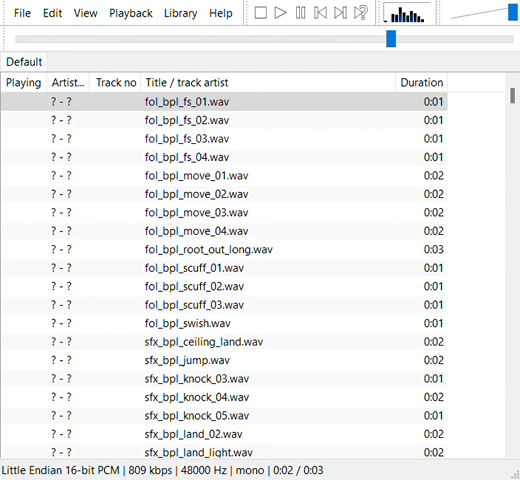 File Edit View Playback Library Help
Default
Playing Artist... Track no Title / track artist Duration
? - ? fol_bpl_fs_01.wav 0:01
? - ? fol_bpl_fs_02.wav 0:01
? - ? fol_bpl_fs_03.wav 0:01
? - ? fol_bpl_fs_04.wav 0:01
? - ? fol_bpl_move_01.wav 0:02
? - ? fol_bpl_move_02.wav 0:02
? - ? fol_bpl_move_03.wav 0:02
? - ? fol_bpl_move_04.wav 0:02
? - ? fol_bpl_root_out_long.wav 0:03
? - ? fol_bpl_scuff_01.wav 0:01
? - ? fol_bpl_scuff_02.wav 0:01
? - ? fol_bpl_scuff_03.wav 0:01
? - ? fol_bpl_swish.wav 0:01
? - ? sfx_bpl_ceiling_land.wav 0:02
? - ? sfx_bpl_jump.wav 0:02
? - ? sfx_bpl_knock_03.wav 0:01
? - ? sfx_bpl_knock_04.wav 0:02
? - ? sfx_bpl_knock_05.wav 0:01
? - ? sfx_bpl_land_02.wav 0:02
? - ? sfx_bpl_land_light.wav 0:02
Little Endian 16-bit PCM | 809 kbps | 48000 Hz | mono | 0:02 / 0:03